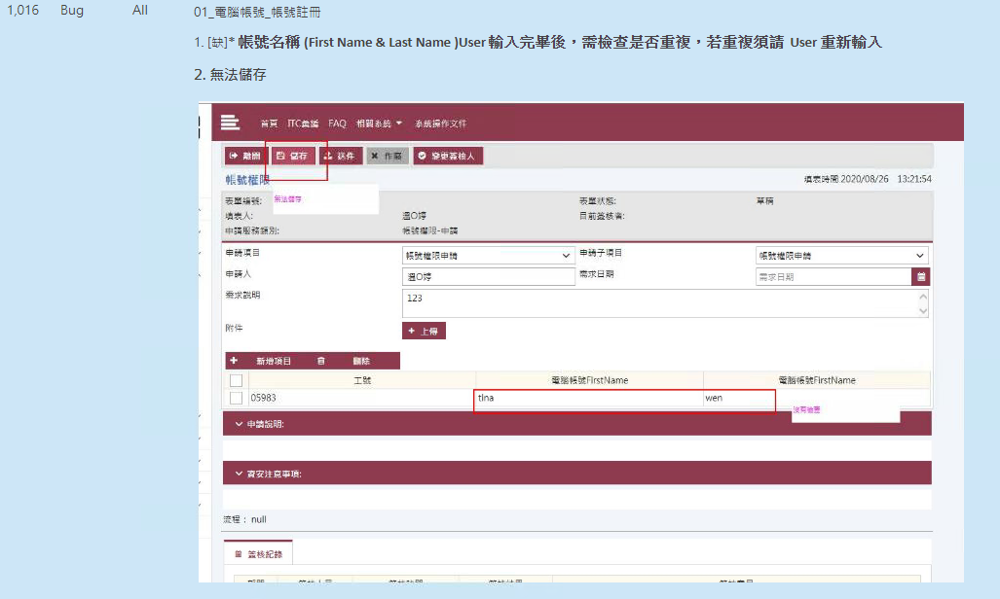 1,016 Bug All 01_電腦帳號_帳號註冊
1. [缺]* 帳號名稱 (First Name & Last Name )User 輸入完畢後，需檢查是否重複，若重複須請 User 重新輸入
2. 無法儲存
首頁 ITC彙議 FAQ 相關系統 系統操作文件
離開 儲存 送件 作廢 變更簽核人
帳號權限 填表時間:2020/08/26 13:21:54
無法儲存
表單編號: 表單狀態: 草稿
填表人: 溫O婷 目前簽核者:
申請服務類別: 帳號權限-申請
申請項目 帳號權限申請 申請子項目 帳號權限申請
申請人 溫O婷 需求日期 需求日期
需求說明 123
附件 上傳
新增項目 刪除
工號 電腦帳號FirstName 電腦帳號FirstName
05983 tina wen
沒有檢查
申請說明:
資安注意事項:
流程： null
簽核記錄